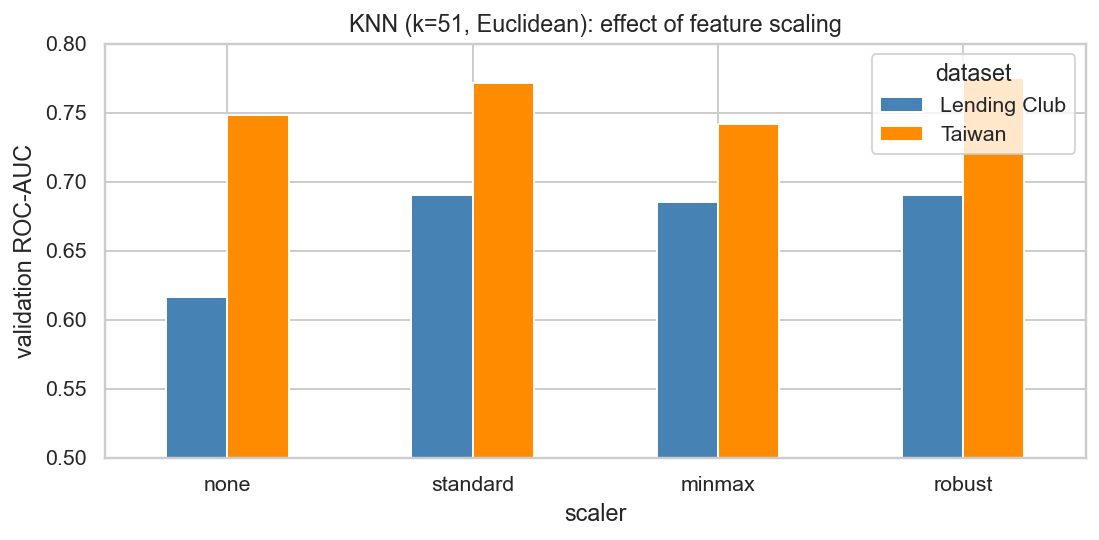 KNN (k=51, Euclidean): effect of feature scaling
validation ROC-AUC
0.80
0.75
0.70
0.65
0.60
0.55
0.50
dataset
Lending Club
Taiwan
none
standard
minmax
robust
scaler